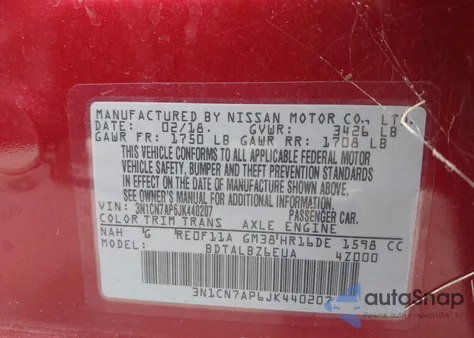 MANUFACTURED BY NISSAN MOTOR CO., LTD.
02/18 GVWR: 3426 LB
GAWR FR: 1750 LB GAWR RR: 1708 LB
THIS VEHICLE CONFORMS TO ALL APPLICABLE FEDERAL MOTOR
VEHICLE SAFETY, BUMPER AND THEFT PREVENTION STANDARDS
IN EFFECT ON THE DATE OF MANUFACTURE SHOWN ABOVE.
SEE OWNER'S MANUAL FOR ADDITIONAL INFORMATION.
VIN: 3N1CN7AP6JK440207 PASSENGER CAR
COLOR TRIM TRANS AXLE ENGINE
NAH G RE0F11A GM38 HR16DE 1598 CC
MODEL: BDTALBZ6EUA 4Z000
3N1CN7AP6JK440207
autoSnap